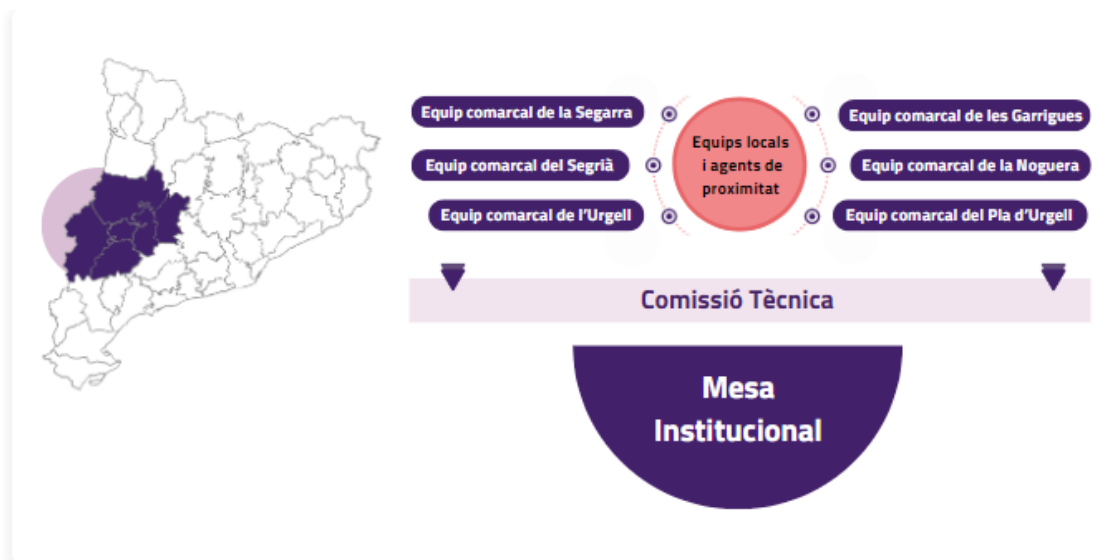 Equip comarcal de la Segarra
Equip comarcal del Segrià
Equip comarcal de l'Urgell
Equips locals
i agents de
proximitat
Equip comarcal de les Garrigues
Equip comarcal de la Noguera
Equip comarcal del Pla d'Urgell
Comissió Tècnica
Mesa
Institucional